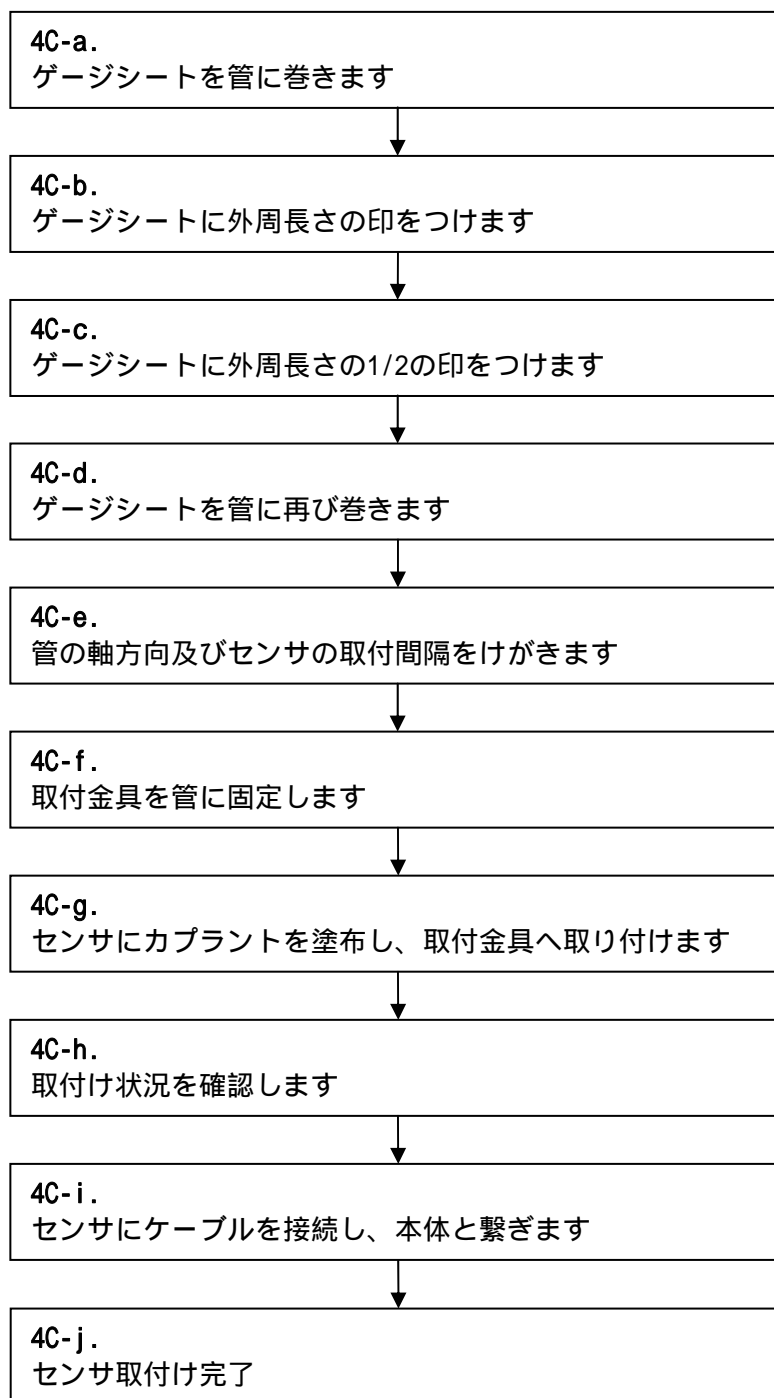 4C-a.
ゲージシートを管に巻きます
4C-b.
ゲージシートに外周長さの印をつけます
4C-c.
ゲージシートに外周長さの1/2の印をつけます
4C-d.
ゲージシートを管に再び巻きます
4C-e.
管の軸方向及びセンサの取付間隔をけがきます
4C-f.
取付金具を管に固定します
4C-g.
センサにカプラントを塗布し、取付金具へ取り付けます
4C-h.
取付け状況を確認します
4C-i.
センサにケーブルを接続し、本体と繋ぎます
4C-j.
センサ取付け完了